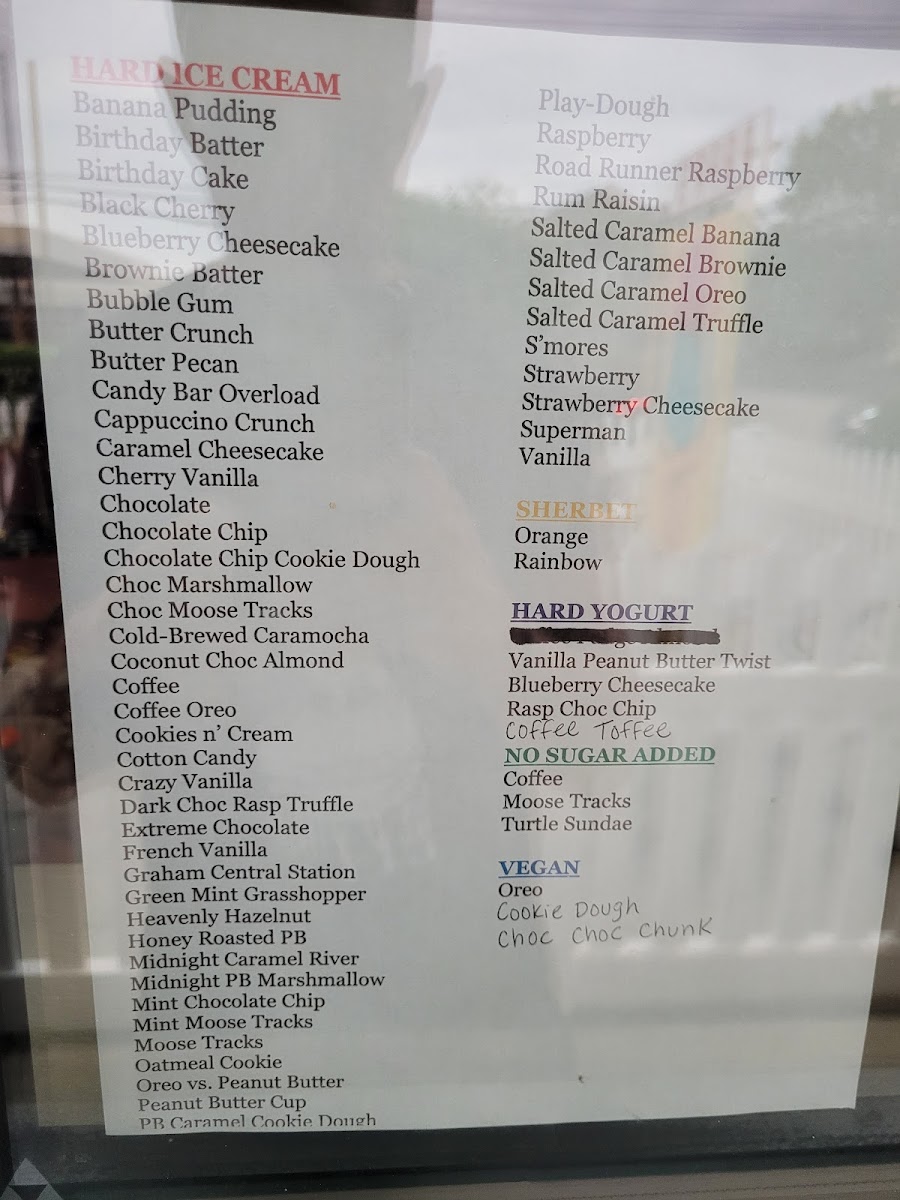 HARD ICE CREAM
Banana Pudding
Birthday Batter
Birthday Cake
Black Cherry
Blueberry Cheesecake
Brownie Batter
Bubble Gum
Butter Crunch
Butter Pecan
Candy Bar Overload
Cappuccino Crunch
Caramel Cheesecake
Cherry Vanilla
Chocolate
Chocolate Chip
Chocolate Chip Cookie Dough
Choc Marshmallow
Choc Moose Tracks
Cold-Brewed Caramocha
Coconut Choc Almond
Coffee
Coffee Oreo
Cookies n' Cream
Cotton Candy
Crazy Vanilla
Dark Choc Rasp Truffle
Extreme Chocolate
French Vanilla
Graham Central Station
Green Mint Grasshopper
Heavenly Hazelnut
Honey Roasted PB
Midnight Caramel River
Midnight PB Marshmallow
Mint Chocolate Chip
Mint Moose Tracks
Moose Tracks
Oatmeal Cookie
Oreo vs. Peanut Butter
Peanut Butter Cup
PB Caramel Cookie Dough
Play-Dough
Raspberry
Road Runner Raspberry
Rum Raisin
Salted Caramel Banana
Salted Caramel Brownie
Salted Caramel Oreo
Salted Caramel Truffle
S'mores
Strawberry
Strawberry Cheesecake
Superman
Vanilla
SHERBET
Orange
Rainbow
HARD YOGURT
Vanilla Peanut Butter Twist
Blueberry Cheesecake
Rasp Choc Chip
Coffee Toffee
NO SUGAR ADDED
Coffee
Moose Tracks
Turtle Sundae
VEGAN
Oreo
Cookie Dough
Choc Choc Chunk